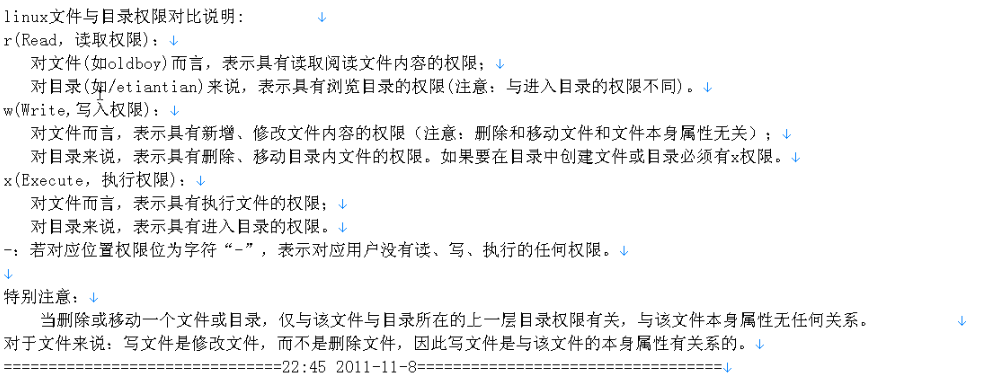 linux文件与目录权限对比说明:
r(Read，读取权限)：
对文件(如oldboy)而言，表示具有读取阅读文件内容的权限；
对目录(如/etiantian)来说，表示具有浏览目录的权限(注意：与进入目录的权限不同)。
w(Write,写入权限)：
对文件而言，表示具有新增、修改文件内容的权限（注意：删除和移动文件和文件本身属性无关）；
对目录来说，表示具有删除、移动目录内文件的权限。如果要在目录中创建文件或目录必须有x权限。
x(Execute，执行权限)：
对文件而言，表示具有执行文件的权限；
对目录来说，表示具有进入目录的权限。
-：若对应位置权限位为字符“-”，表示对应用户没有读、写、执行的任何权限。
特别注意：
当删除或移动一个文件或目录，仅与该文件与目录所在的上一层目录权限有关，与该文件本身属性无任何关系。
对于文件来说：写文件是修改文件，而不是删除文件，因此写文件是与该文件的本身属性有关系的。
===============================22:45 2011-11-8==================================